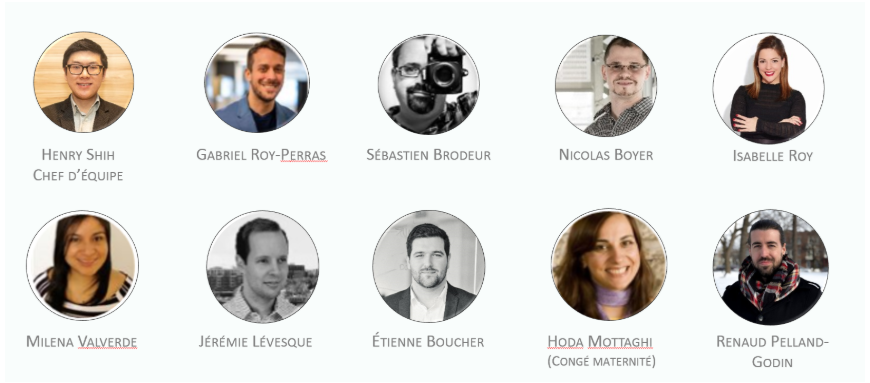 Henry Shih
Chef d'équipe
Gabriel Roy-Perras
Sébastien Brodeur
Nicolas Boyer
Isabelle Roy
Milena Valverde
Jérémie Lévesque
Étienne Boucher
Hoda Mottaghi
(Congé maternité)
Renaud Pelland-
Godin